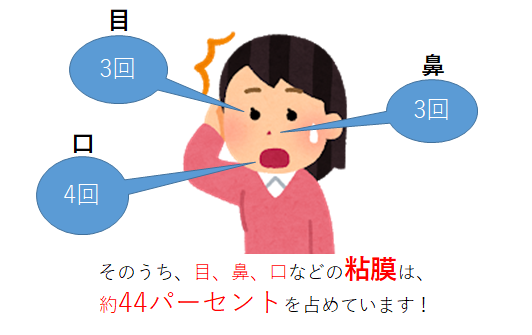 目
3回
鼻
3回
口
4回
そのうち、目、鼻、口などの粘膜は、
約44パーセントを占めています！